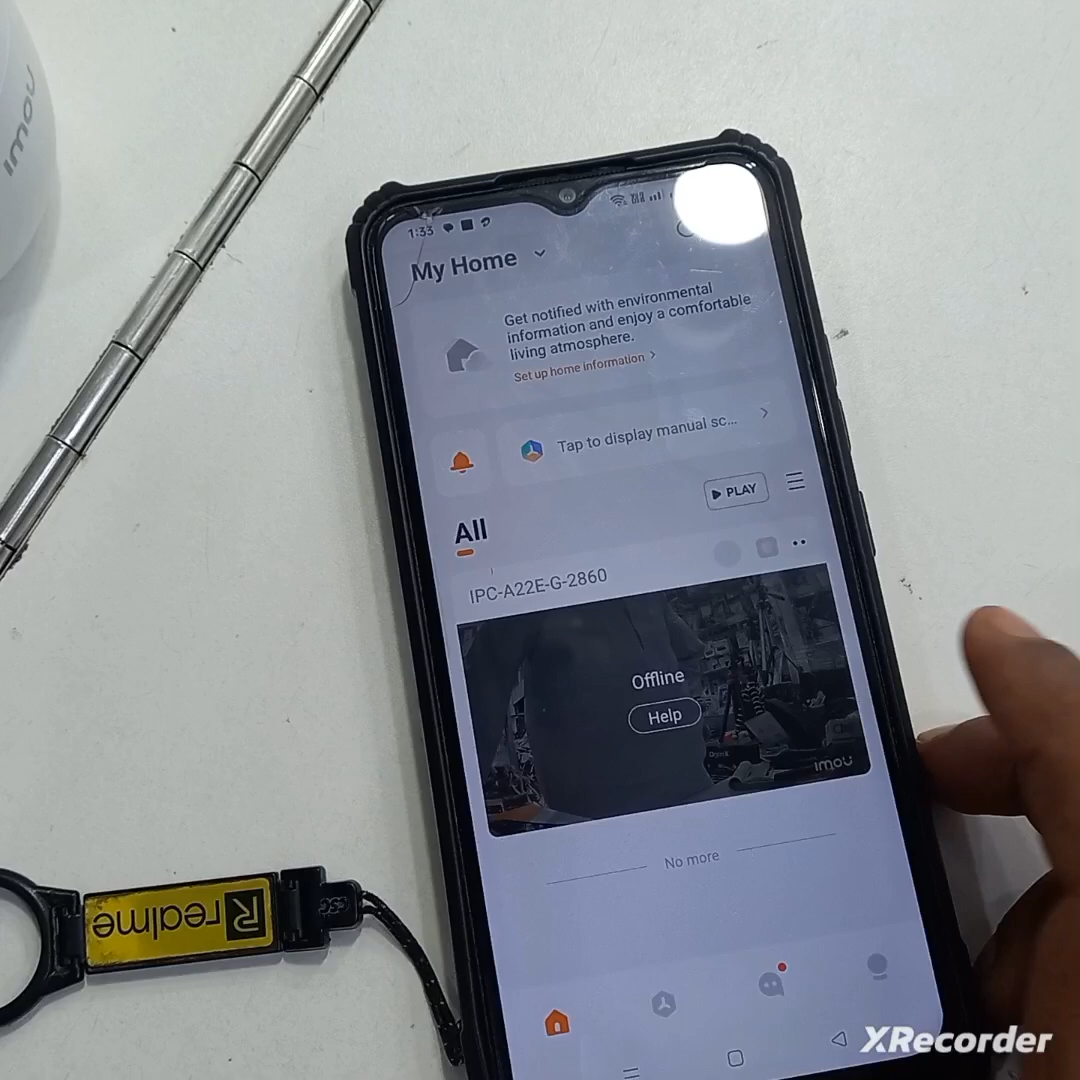 imou
1:33
My Home
Get notified with environmental
information and enjoy a comfortable
living atmosphere.
Set up home information >
Tap to display manual sc...
PLAY
All
IPC-A22E-G-2860
Offline
Help
imou
No more
realme
XRecorder